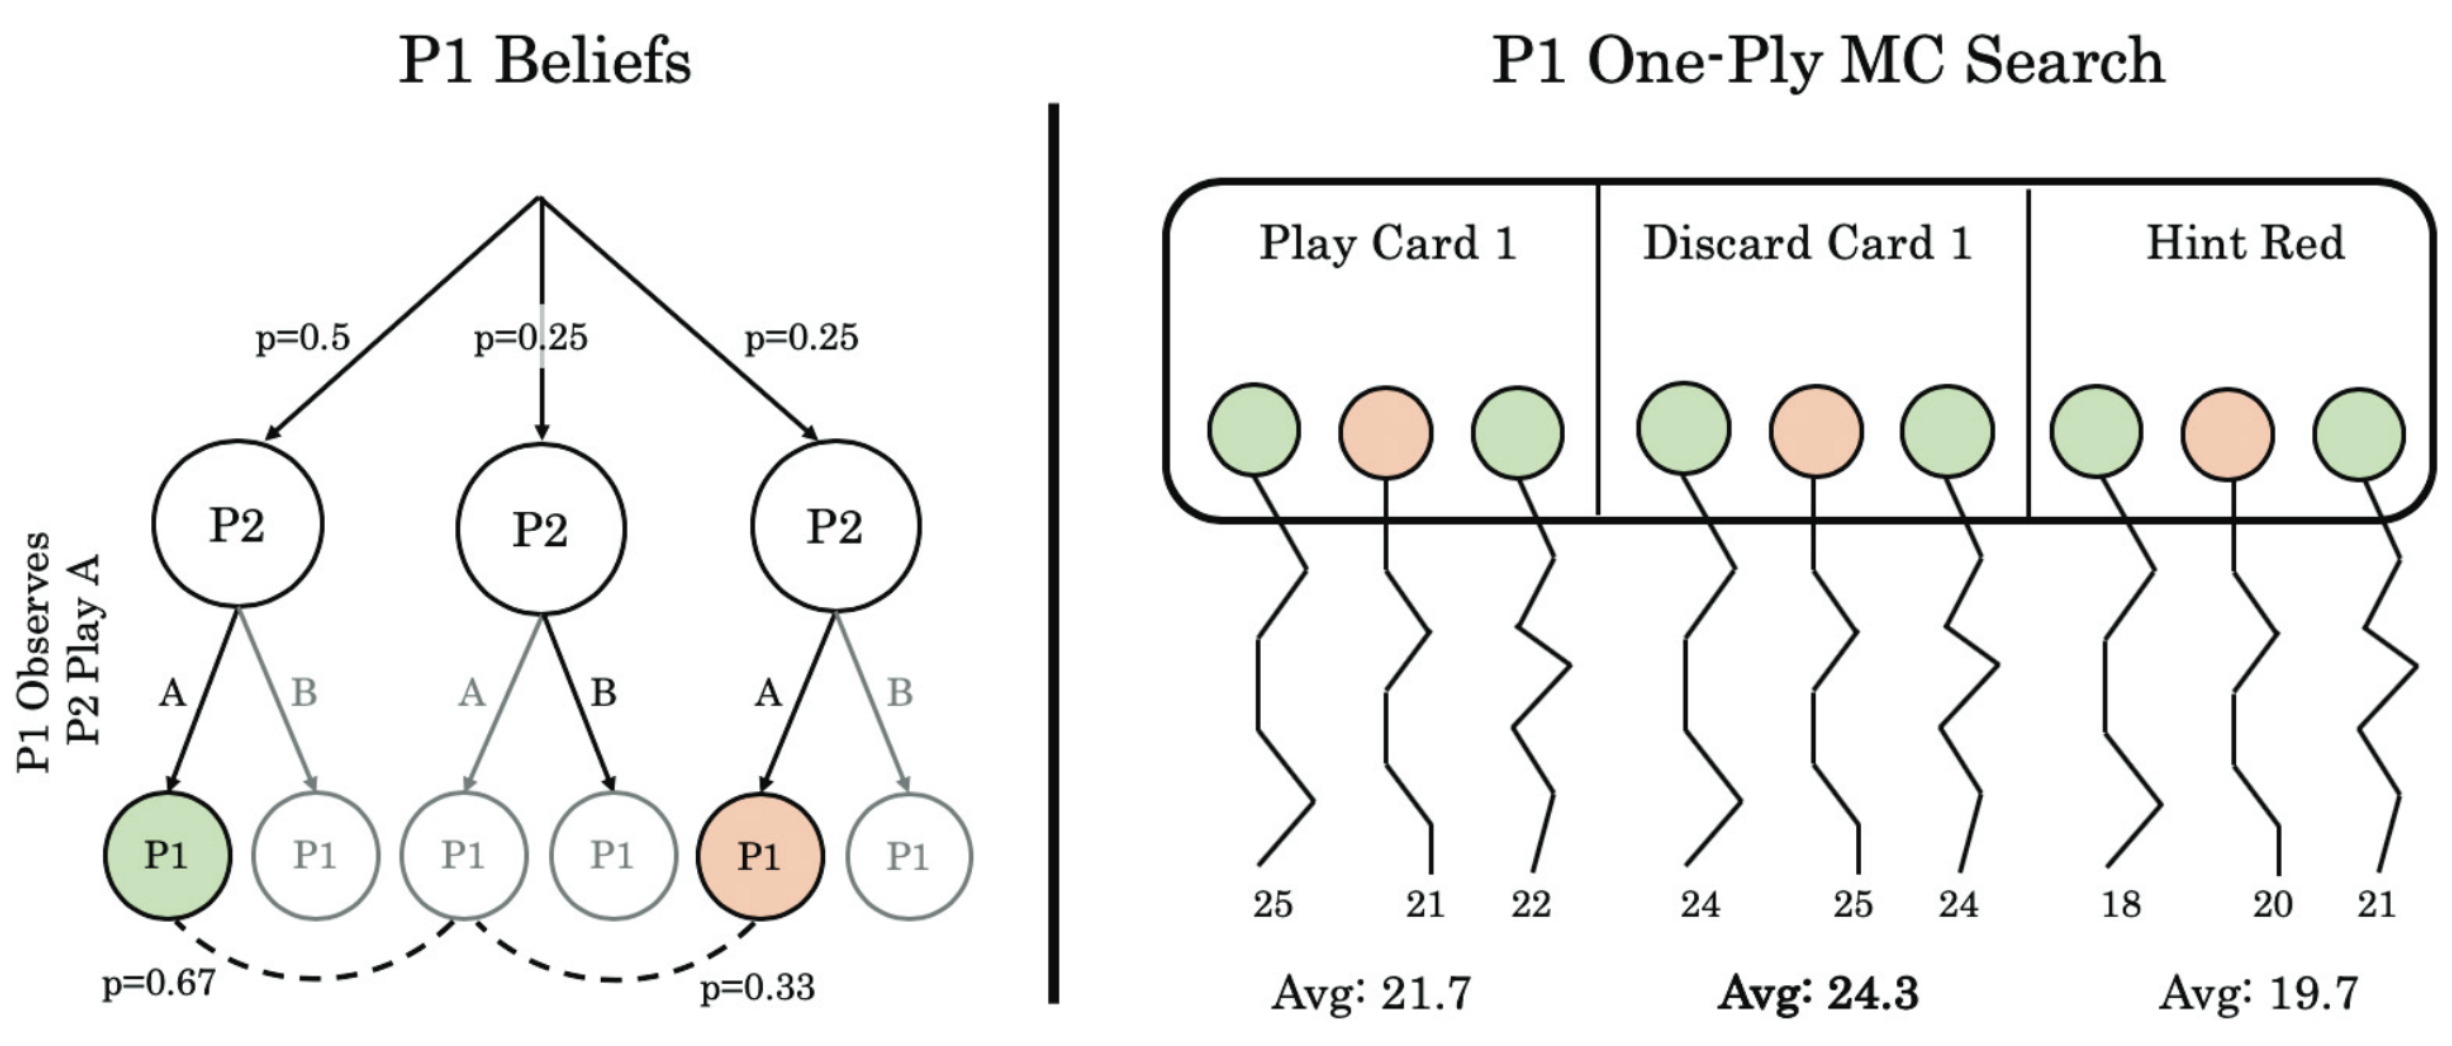 P1 Beliefs
p=0.5
p=0.25
p=0.25
P2
P2
P2
P1 Observes
P2 Play A
A
B
A
B
A
B
P1
P1
P1
P1
P1
P1
p=0.67
p=0.33
P1 One-Ply MC Search
Play Card 1
Discard Card 1
Hint Red
25
21
22
24
25
24
18
20
21
Avg: 21.7
Avg: 24.3
Avg: 19.7